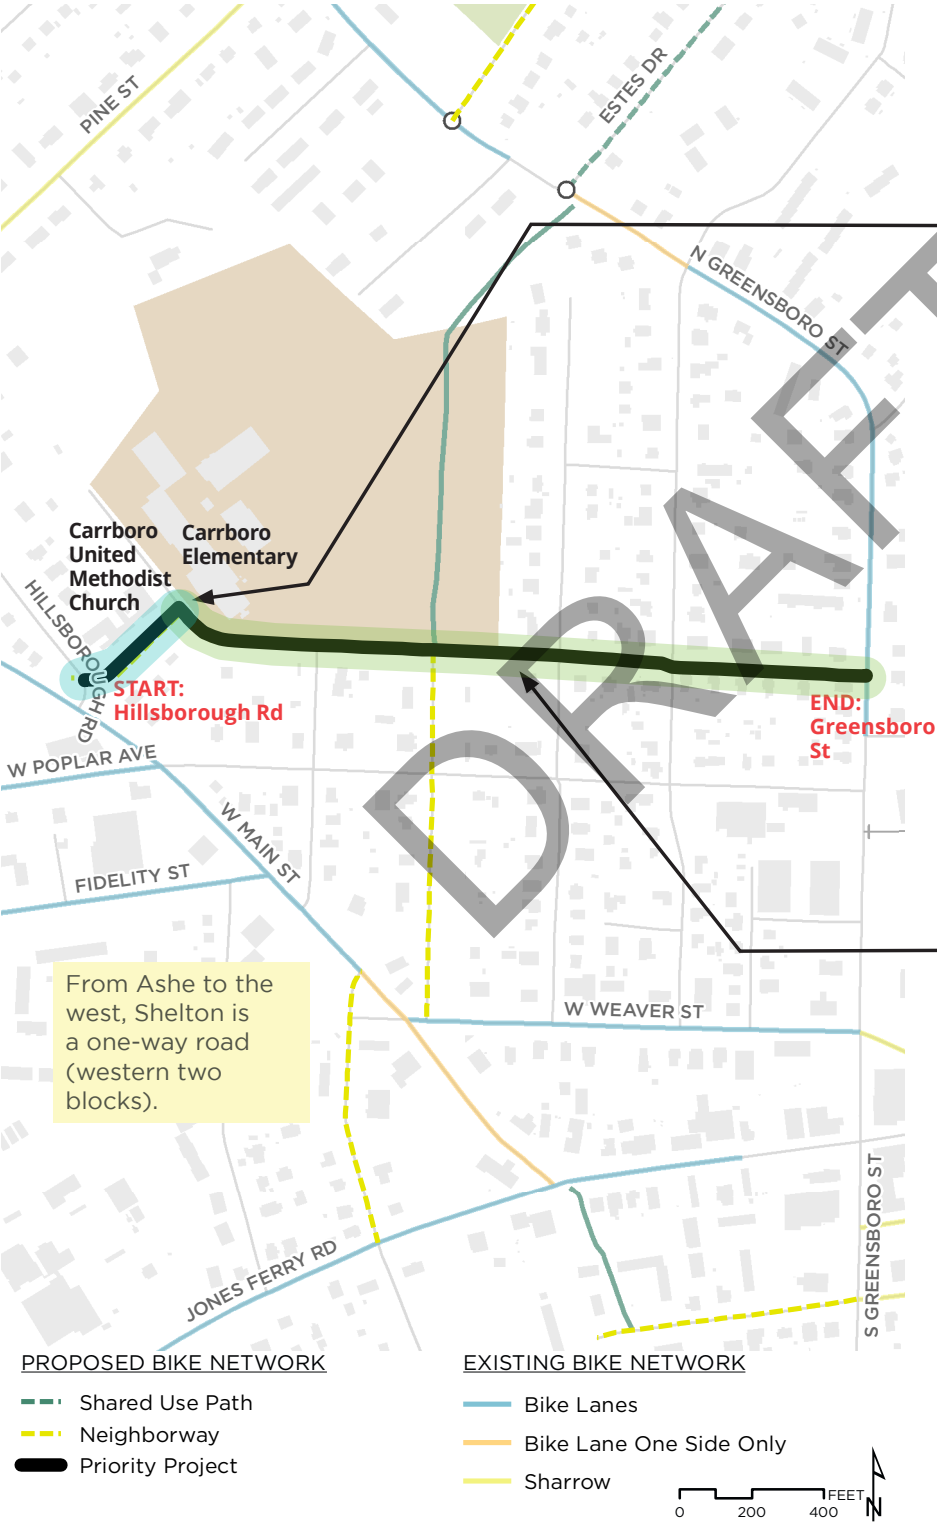 PINE ST
ESTES DR
N GREENSBORO ST
DRAFT
Carrboro
United
Methodist
Church
Carrboro
Elementary
HILLSBOROUGH RD
START:
Hillsborough Rd
END:
Greensboro
St
W POPLAR AVE
W MAIN ST
FIDELITY ST
From Ashe to the
west, Shelton is
a one-way road
(western two
blocks).
W WEAVER ST
JONES FERRY RD
S GREENSBORO ST
PROPOSED BIKE NETWORK
Shared Use Path
Neighborway
Priority Project
EXISTING BIKE NETWORK
Bike Lanes
Bike Lane One Side Only
Sharrow
FEET
0 200 400
N